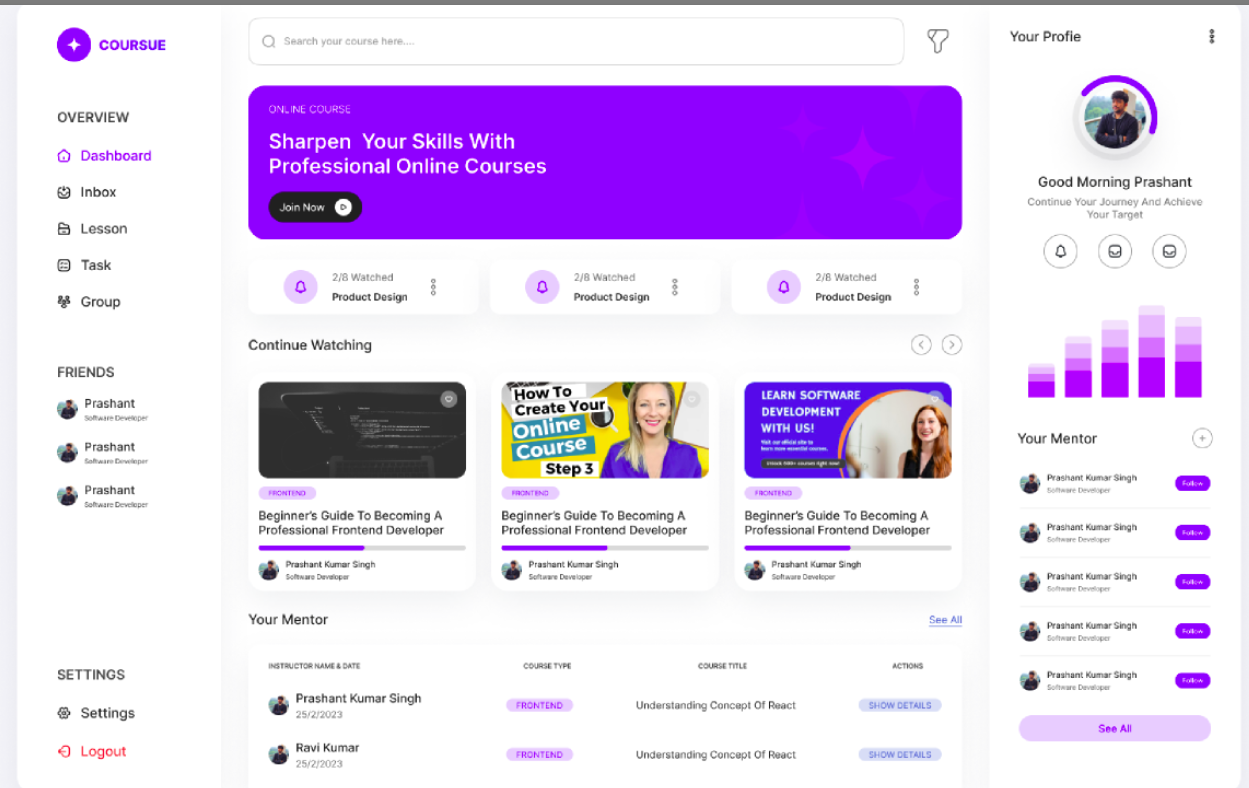 COURSUE
OVERVIEW
Dashboard
Inbox
Lesson
Task
Group
FRIENDS
Prashant
Software Developer
Prashant
Software Developer
Prashant
Software Developer
SETTINGS
Settings
Logout
Search your course here....
ONLINE COURSE
Sharpen Your Skills With
Professional Online Courses
Join Now
2/8 Watched
Product Design
2/8 Watched
Product Design
2/8 Watched
Product Design
Continue Watching
FRONTEND
Beginner's Guide To Becoming A
Professional Frontend Developer
Prashant Kumar Singh
Software Developer
How To
Create Your
Online
Course
Step 3
FRONTEND
Beginner's Guide To Becoming A
Professional Frontend Developer
Prashant Kumar Singh
Software Developer
LEARN SOFTWARE
DEVELOPMENT
WITH US!
Visit our official site to
learn more essential courses.
FRONTEND
Beginner's Guide To Becoming A
Professional Frontend Developer
Prashant Kumar Singh
Software Developer
Your Mentor
See All
INSTRUCTOR NAME & DATE COURSE TYPE COURSE TITLE ACTIONS
Prashant Kumar Singh
25/2/2023
FRONTEND
Understanding Concept Of React
SHOW DETAILS
Ravi Kumar
25/2/2023
FRONTEND
Understanding Concept Of React
SHOW DETAILS
Your Profie
Good Morning Prashant
Continue Your Journey And Achieve
Your Target
Your Mentor
Prashant Kumar Singh
Software Developer
Follow
Prashant Kumar Singh
Software Developer
Follow
Prashant Kumar Singh
Software Developer
Follow
Prashant Kumar Singh
Software Developer
Follow
Prashant Kumar Singh
Software Developer
Follow
See All